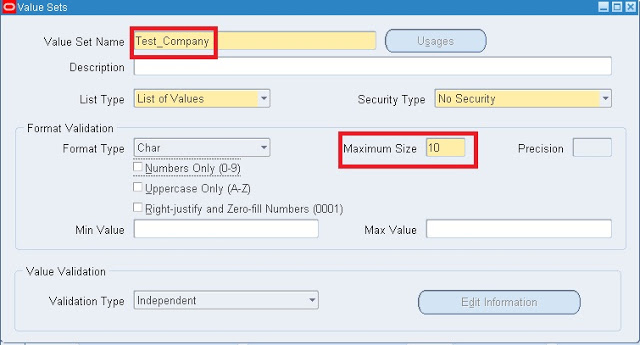 Value Sets
Value Set Name Test_Company Usages
Description
List Type List of Values Security Type No Security
Format Validation
Format Type Char Maximum Size 10 Precision
Numbers Only (0-9)
Uppercase Only (A-Z)
Right-justify and Zero-fill Numbers (0001)
Min Value Max Value
Value Validation
Validation Type Independent Edit Information